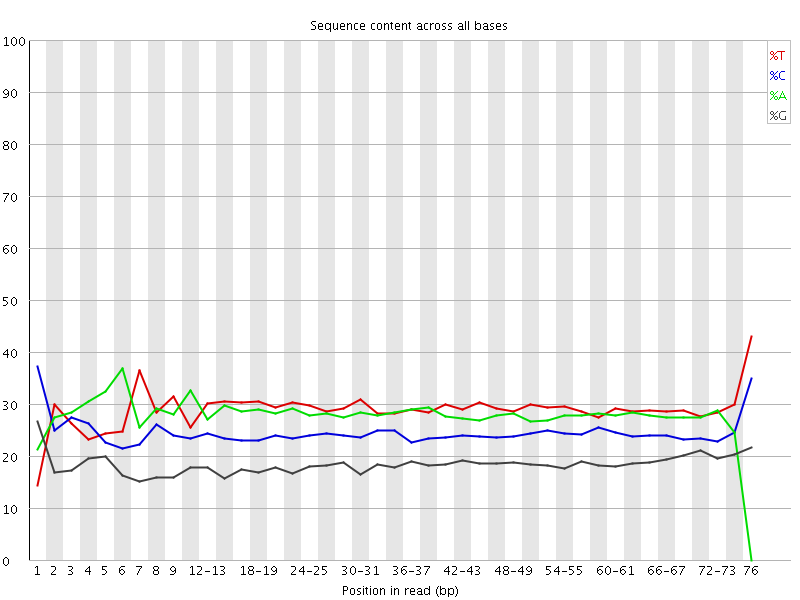 Sequence content across all bases
100
90
80
70
60
50
40
30
20
10
0
%T
%C
%A
%G
1 2 3 4 5 6 7 8 9 12-13 18-19 24-25 30-31 36-37 42-43 48-49 54-55 60-61 66-67 72-73 76
Position in read (bp)